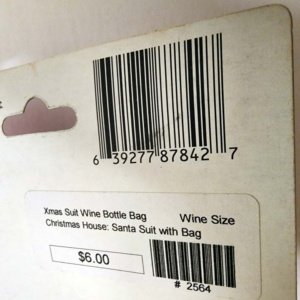 6 39277 87842 7
Xmas Suit Wine Bottle Bag Wine Size
Christmas House: Santa Suit with Bag
$6.00
# 2564